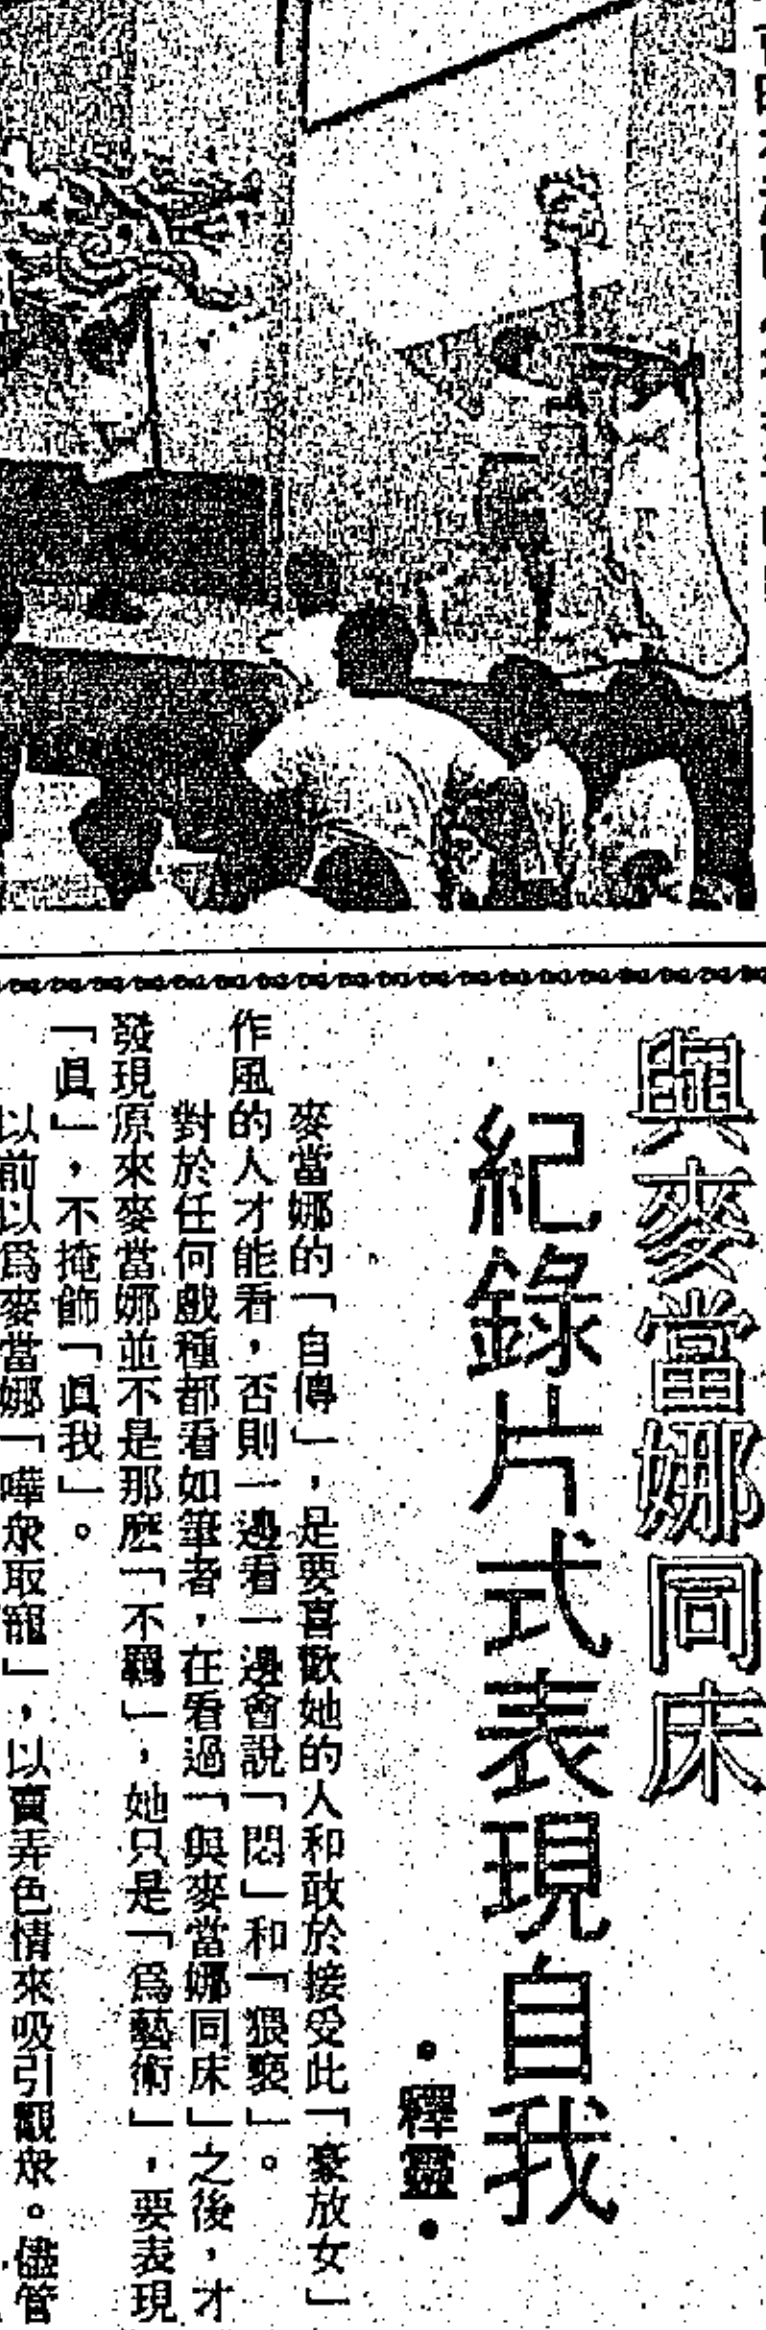 與麥當娜同床
紀錄片式表現自我
•釋靈•
麥當娜的「自傳」，是要喜歡她的人和敢於接受此「豪放女」
作風的人才能看，否則一邊看一邊會說「悶」和「猥褻」。
對於任何戲種都看如筆者，在看過「與麥當娜同床」之後，才
發現原來麥當娜並不是那麽「不羈」，她只是「爲藝術」，要表現
「眞」，不掩飾「眞我」。
以前以爲麥當娜「嘩衆取寵」，以賣弄色情來吸引觀衆。儘管